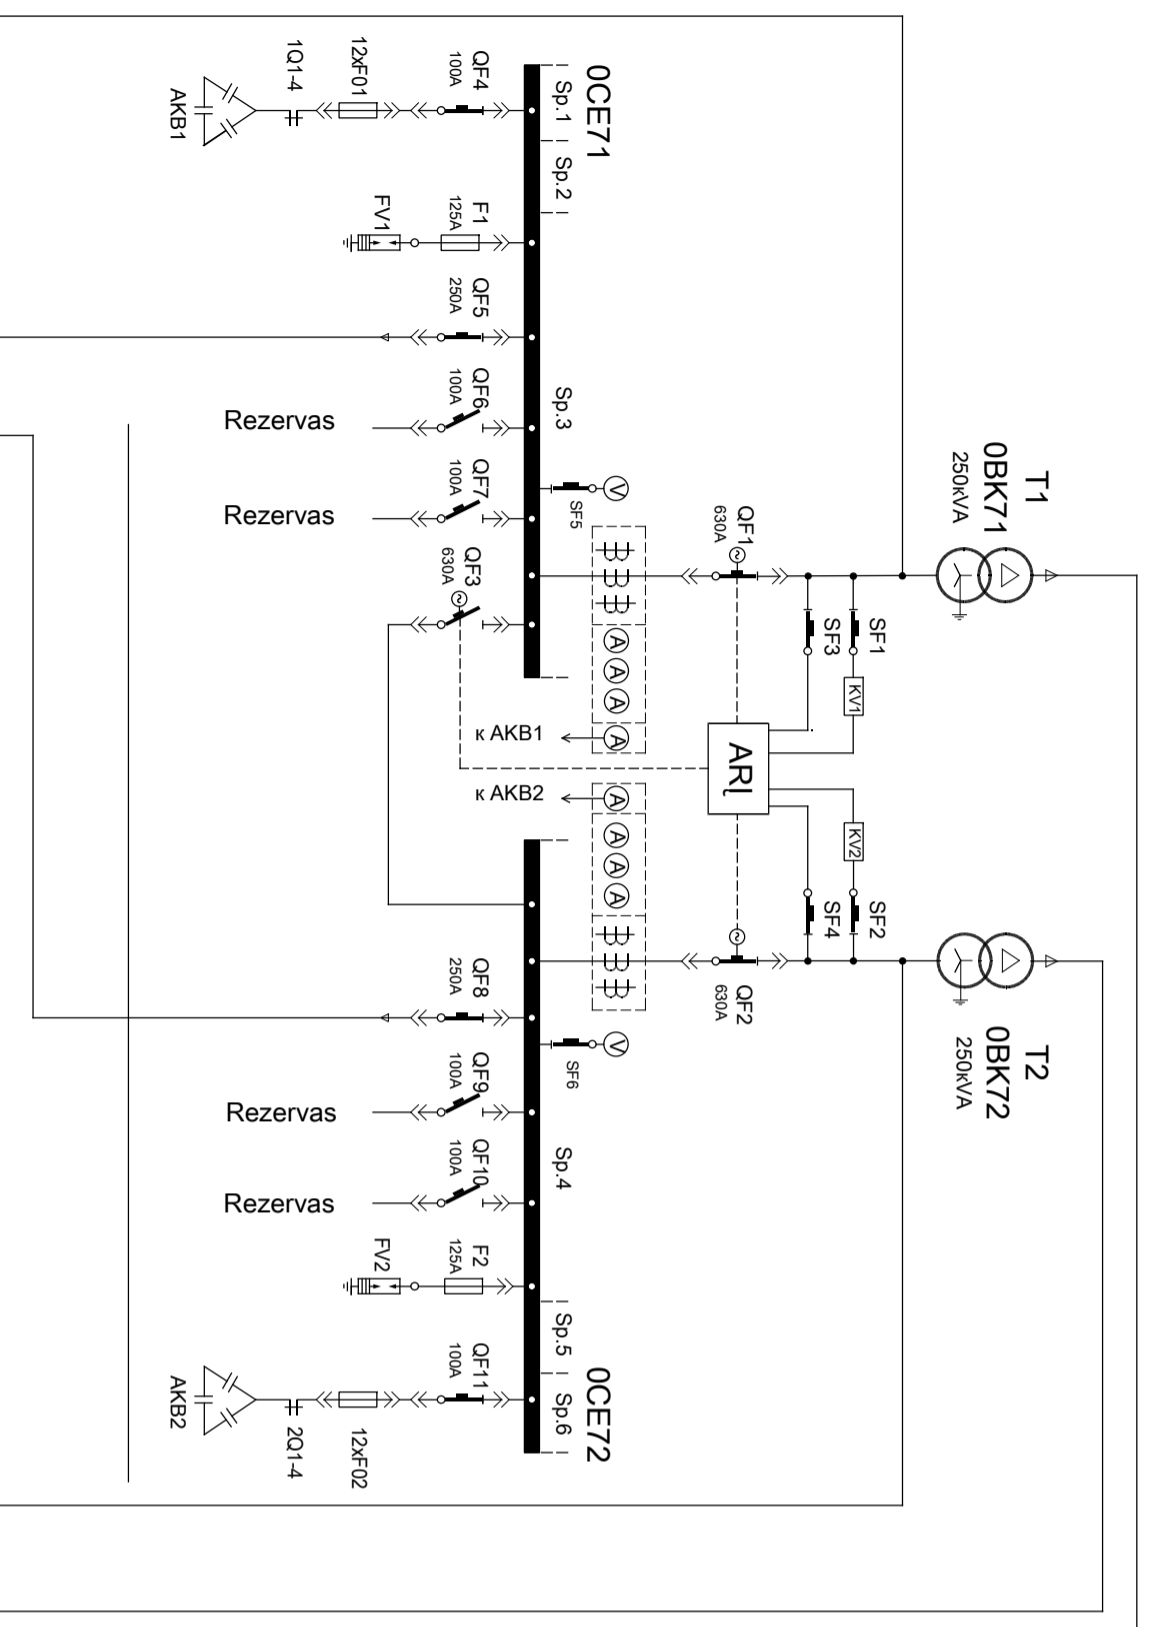 0CE71
Sp.1
QF4
100A
12xF01
1Q1-4
AKB1
Sp.2
F1
125A
FV1
QF5
250A
Sp.3
QF6
100A
Rezervas
QF7
100A
Rezervas
V
SF5
QF3
630A
QF1
630A
T1
0BK71
250кVA
SF1
SF3
KV1
A
A
A
A
к AKB1
ARĮ
A
к AKB2
A
A
A
KV2
SF2
SF4
T2
0BK72
250кVA
QF2
630A
QF8
250A
V
SF6
QF9
100A
Rezervas
QF10
100A
Rezervas
Sp.4
F2
125A
FV2
Sp.5
QF11
100A
Sp.6
0CE72
12xF02
2Q1-4
AKB2